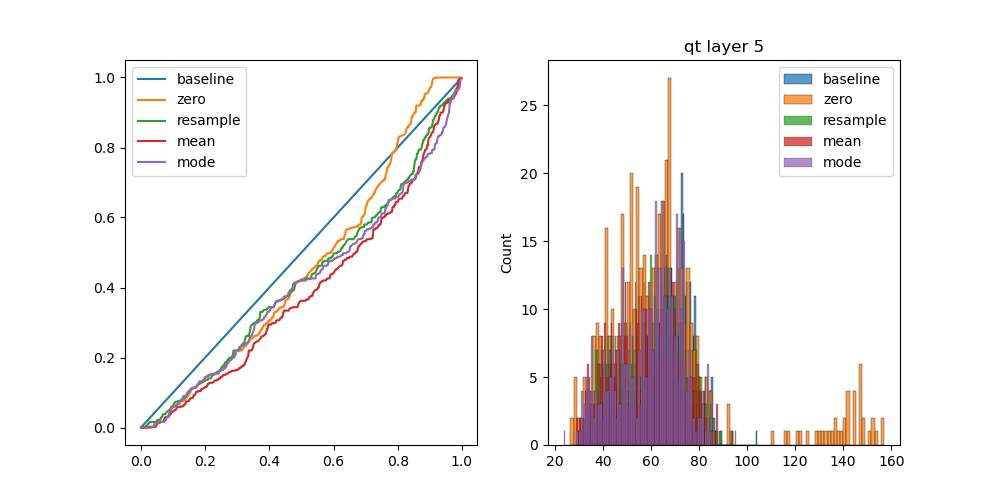 qt layer 5
baseline
zero
resample
mean
mode
1.0
0.8
0.6
0.4
0.2
0.0
0.0 0.2 0.4 0.6 0.8 1.0
baseline
zero
resample
mean
mode
Count
25
20
15
10
5
0
20 40 60 80 100 120 140 160